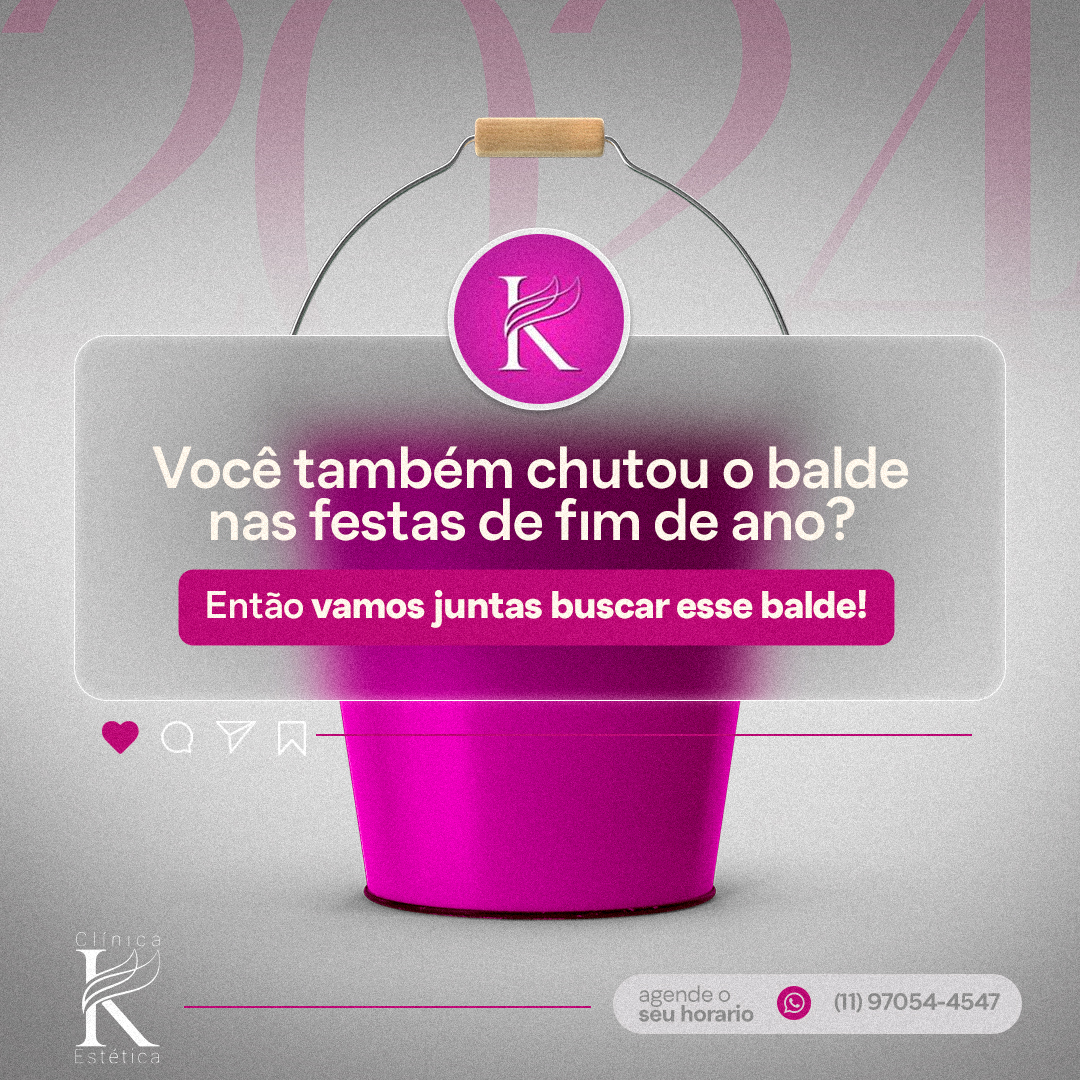 2024
K
Você também chutou o balde
nas festas de fim de ano?
Então vamos juntas buscar esse balde!
Clínica
K
Estética
agende o
seu horario
(11) 97054-4547